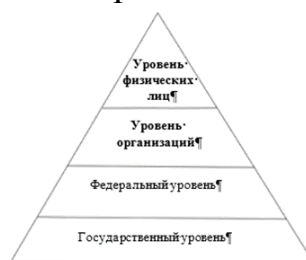 Уровень·
физических·
лиц¶
Уровень·
организаций¶
Федеральный уровень¶
Государственный уровень¶